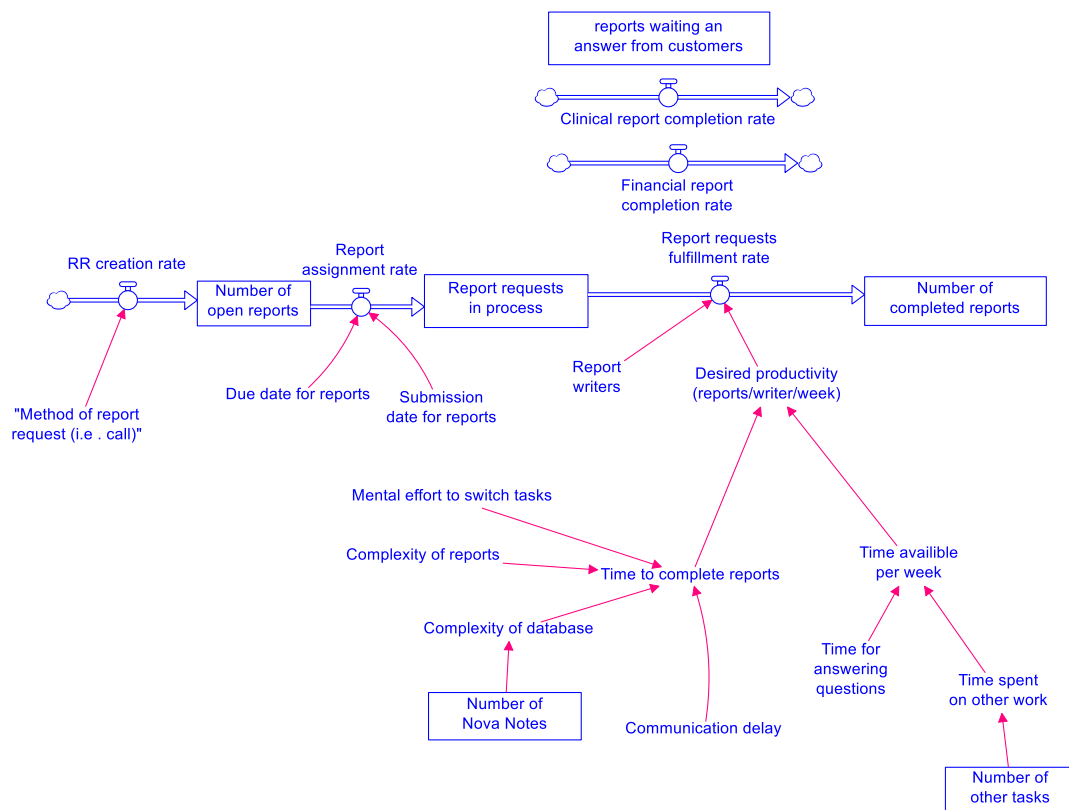 reports waiting an
answer from customers
Clinical report completion rate
Financial report
completion rate
Report requests
fulfillment rate
Report
assignment rate
RR creation rate
Number of
open reports
Report requests
in process
Number of
completed reports
Report
writers
Desired productivity
(reports/writer/week)
Due date for reports
Submission
date for reports
"Method of report
request (i.e . call)"
Mental effort to switch tasks
Complexity of reports
Time to complete reports
Time availible
per week
Complexity of database
Time for
answering
questions
Time spent
on other work
Number of
Nova Notes
Communication delay
Number of
other tasks